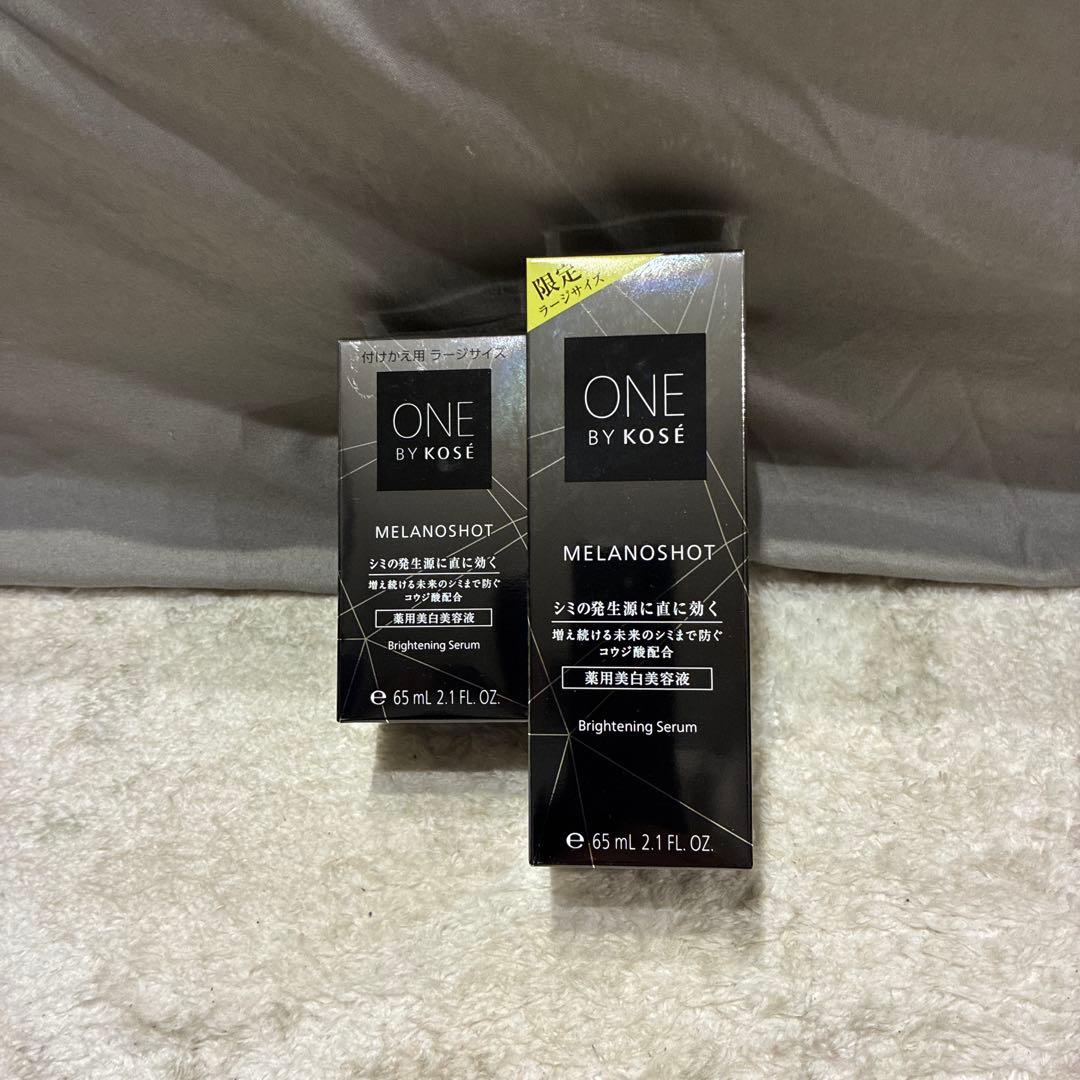 付けかえ用 ラージサイズ
ONE
BY KOSÉ
MELANOSHOT
シミの発生源に直に効く
増え続ける未来のシミまで防ぐ
コウジ酸配合
薬用美白美容液
Brightening Serum
℮ 65 mL 2.1 FL. OZ.
限定
ラージサイズ
ONE
BY KOSÉ
MELANOSHOT
シミの発生源に直に効く
増え続ける未来のシミまで防ぐ
コウジ酸配合
薬用美白美容液
Brightening Serum
℮ 65 mL 2.1 FL. OZ.